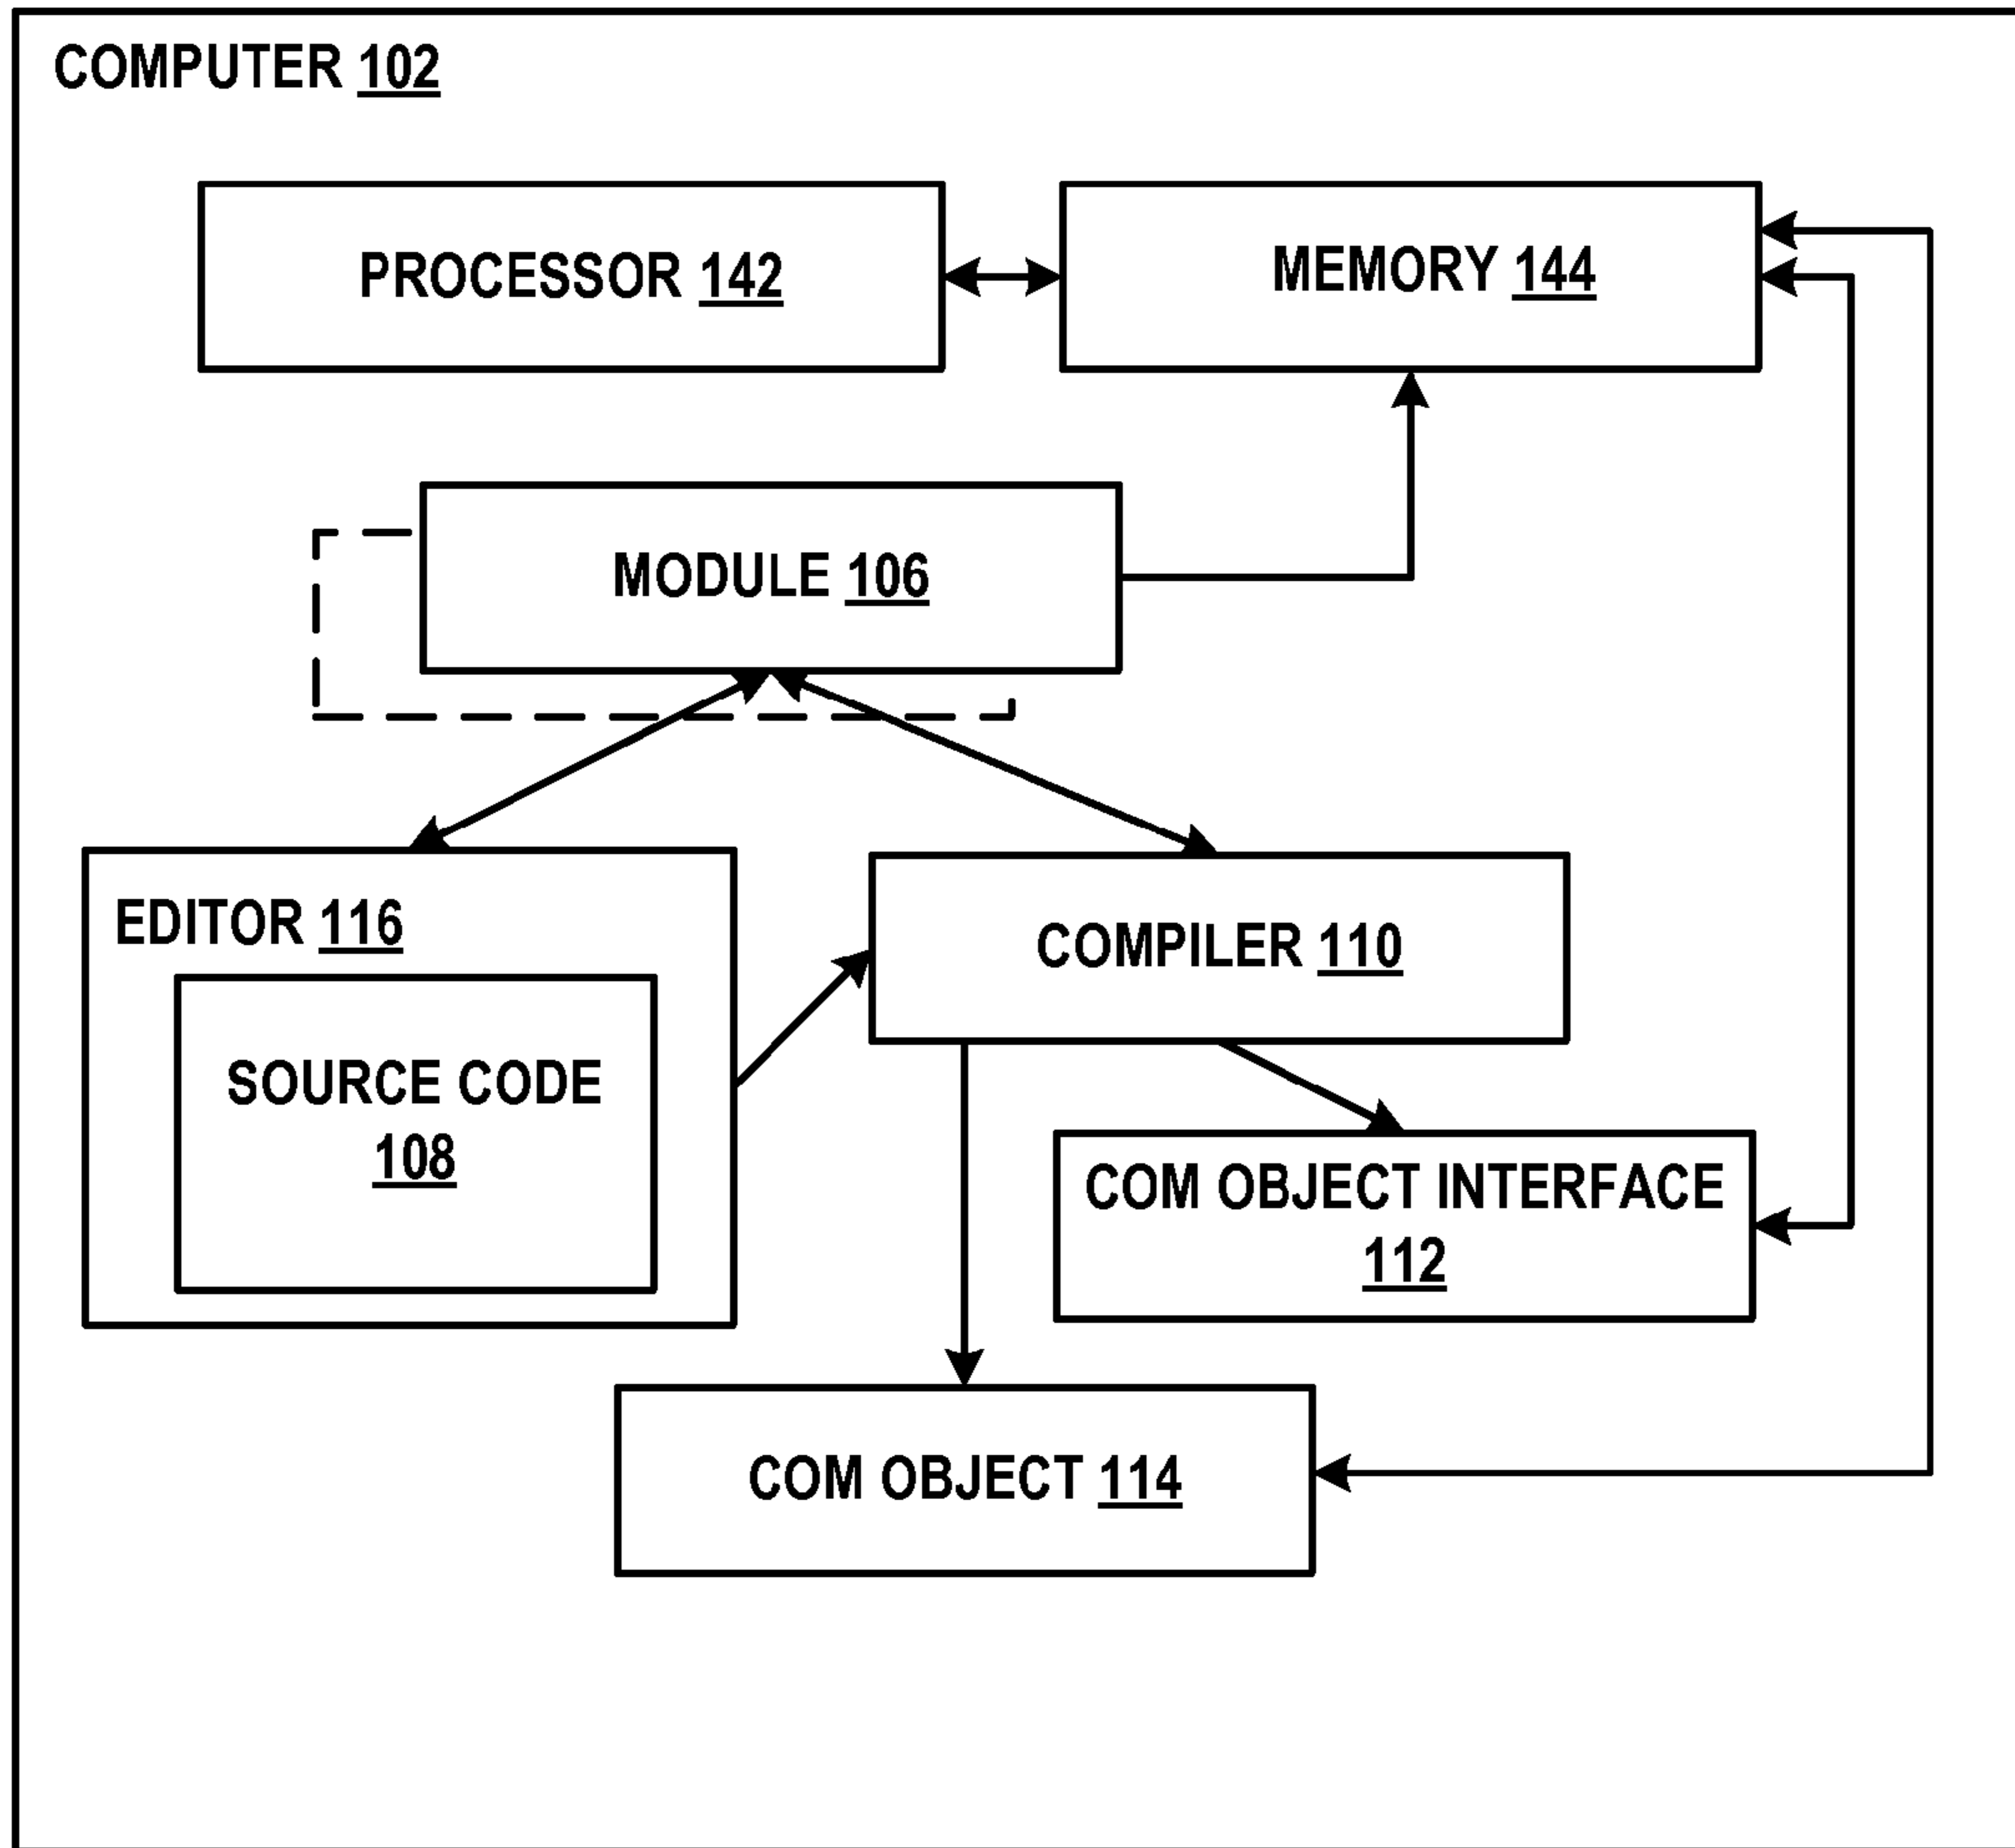 COMPUTER 102
PROCESSOR 142
MEMORY 144
MODULE 106
EDITOR 116
SOURCE CODE
108
COMPILER 110
COM OBJECT INTERFACE
112
COM OBJECT 114